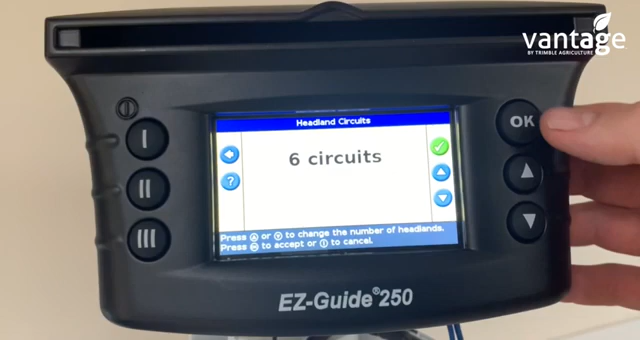 vantage
BY TRIMBLE AGRICULTURE
Headland Circuits
6 circuits
?
Press or to change the number of headlands.
Press to accept or to cancel.
I
II
III
OK
EZ-Guide®250